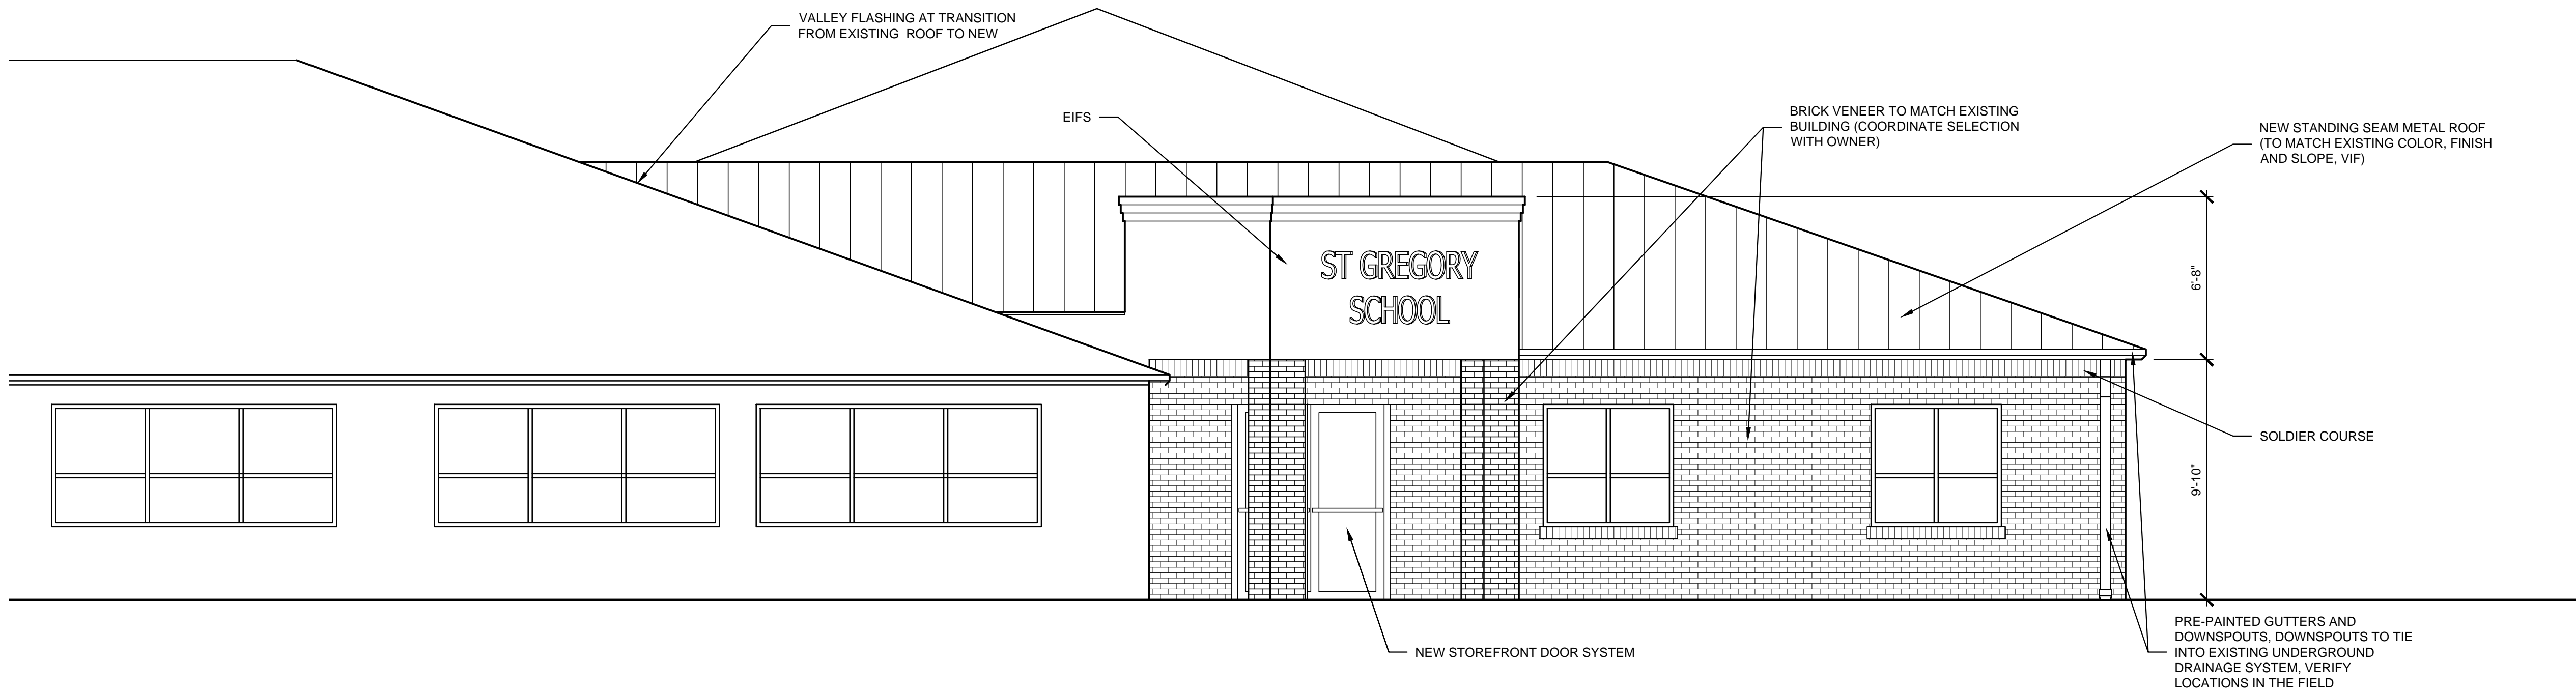 VALLEY FLASHING AT TRANSITION
FROM EXISTING ROOF TO NEW
EIFS
BRICK VENEER TO MATCH EXISTING
BUILDING (COORDINATE SELECTION
WITH OWNER)
NEW STANDING SEAM METAL ROOF
(TO MATCH EXISTING COLOR, FINISH
AND SLOPE, VIF)
ST GREGORY
SCHOOL
6'-8"
SOLDIER COURSE
9'-10"
NEW STOREFRONT DOOR SYSTEM
PRE-PAINTED GUTTERS AND
DOWNSPOUTS, DOWNSPOUTS TO TIE
INTO EXISTING UNDERGROUND
DRAINAGE SYSTEM, VERIFY
LOCATIONS IN THE FIELD